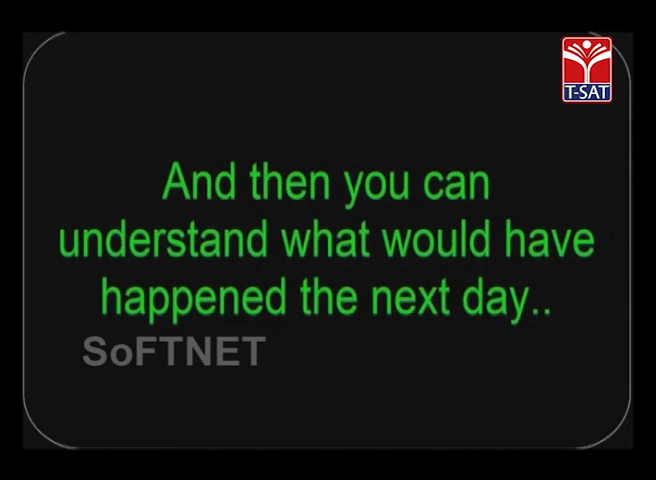 T-SAT
And then you can
understand what would have
happened the next day..
SoFTNET